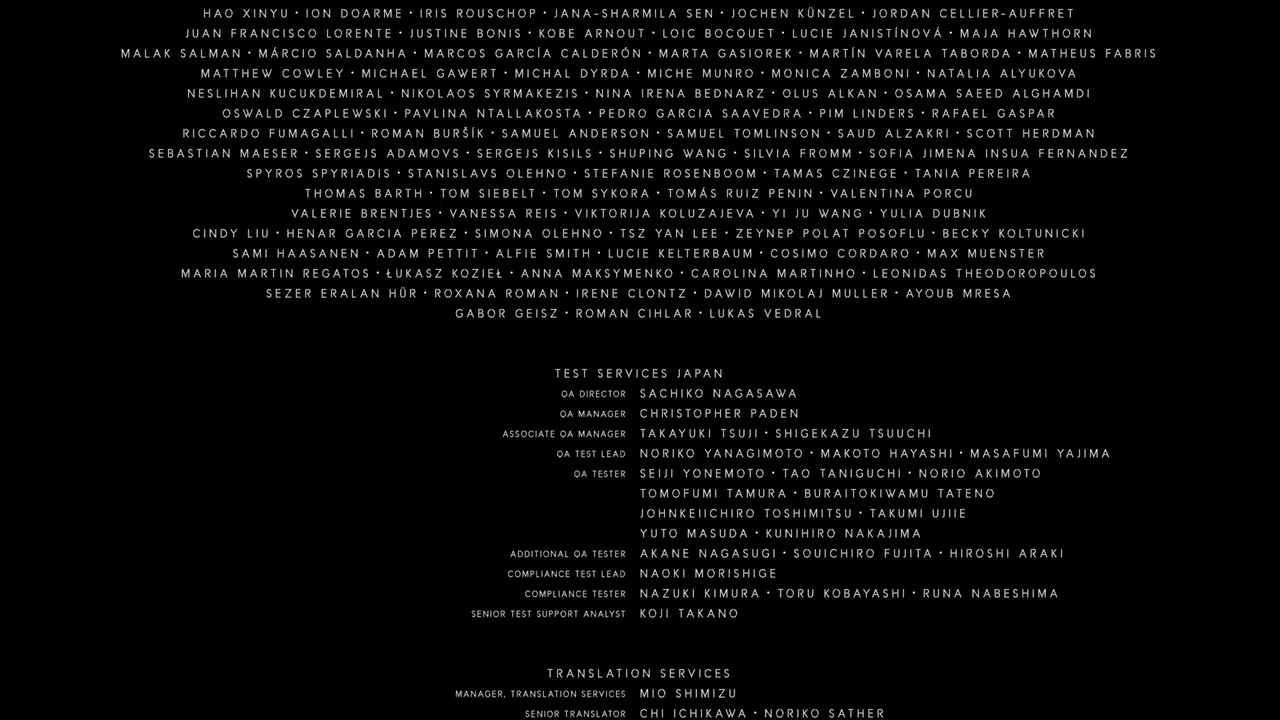 HAO XINYU • ION DOARME • IRIS ROUSCHOP • JANA-SHARMILA SEN • JOCHEN KÜNZEL • JORDAN CELLIER-AUFFRET
JUAN FRANCISCO LORENTE • JUSTINE BONIS • KOBE ARNOUT • LOIC BOCQUET • LUCIE JANISTÍNOVÁ • MAJA HAWTHORN
MALAK SALMAN • MÁRCIO SALDANHA • MARCOS GARCÍA CALDERÓN • MARTA GASIOREK • MARTÍN VARELA TABORDA • MATHEUS FABRIS
MATTHEW COWLEY • MICHAEL GAWERT • MICHAL DYRDA • MICHE MUNRO • MONICA ZAMBONI • NATALIA ALYUKOVA
NESLIHAN KUCUKDEMIRAL • NIKOLAOS SYRMAKEZIS • NINA IRENA BEDNARZ • OLUS ALKAN • OSAMA SAEED ALGHAMDI
OSWALD CZAPLEWSKI • PAVLINA NTALLAKOSTA • PEDRO GARCIA SAAVEDRA • PIM LINDERS • RAFAEL GASPAR
RICCARDO FUMAGALLI • ROMAN BURŠÍK • SAMUEL ANDERSON • SAMUEL TOMLINSON • SAUD ALZAKRI • SCOTT HERDMAN
SEBASTIAN MAESER • SERGEJS ADAMOVS • SERGEJS KISILS • SHUPING WANG • SILVIA FROMM • SOFIA JIMENA INSUA FERNANDEZ
SPYROS SPYRIADIS • STANISLAVS OLEHNO • STEFANIE ROSENBOOM • TAMAS CZINEGE • TANIA PEREIRA
THOMAS BARTH • TOM SIEBELT • TOM SYKORA • TOMÁS RUIZ PENIN • VALENTINA PORCU
VALERIE BRENTJES • VANESSA REIS • VIKTORIJA KOLUZAJEVA • YI JU WANG • YULIA DUBNIK
CINDY LIU • HENAR GARCIA PEREZ • SIMONA OLEHNO • TSZ YAN LEE • ZEYNEP POLAT POSOFLU • BECKY KOLTUNICKI
SAMI HAASANEN • ADAM PETTIT • ALFIE SMITH • LUCIE KELTERBAUM • COSIMO CORDARO • MAX MUENSTER
MARIA MARTIN REGATOS • ŁUKASZ KOZIEŁ • ANNA MAKSYMENKO • CAROLINA MARTINHO • LEONIDAS THEODOROPOULOS
SEZER ERALAN HÜR • ROXANA ROMAN • IRENE CLONTZ • DAWID MIKOLAJ MULLER • AYOUB MRESA
GABOR GEISZ • ROMAN CIHLAR • LUKAS VEDRAL
TEST SERVICES JAPAN
QA DIRECTOR SACHIKO NAGASAWA
QA MANAGER CHRISTOPHER PADEN
ASSOCIATE QA MANAGER TAKAYUKI TSUJI • SHIGEKAZU TSUUCHI
QA TEST LEAD NORIKO YANAGIMOTO • MAKOTO HAYASHI • MASAFUMI YAJIMA
QA TESTER SEIJI YONEMOTO • TAO TANIGUCHI • NORIO AKIMOTO
TOMOFUMI TAMURA • BURAITOKIWAMU TATENO
JOHNKEIICHIRO TOSHIMITSU • TAKUMI UJIIE
YUTO MASUDA • KUNIHIRO NAKAJIMA
ADDITIONAL QA TESTER AKANE NAGASUGI • SOUICHIRO FUJITA • HIROSHI ARAKI
COMPLIANCE TEST LEAD NAOKI MORISHIGE
COMPLIANCE TESTER NAZUKI KIMURA • TORU KOBAYASHI • RUNA NABESHIMA
SENIOR TEST SUPPORT ANALYST KOJI TAKANO
TRANSLATION SERVICES
MANAGER, TRANSLATION SERVICES MIO SHIMIZU
SENIOR TRANSLATOR CHI ICHIKAWA • NORIKO SATHER